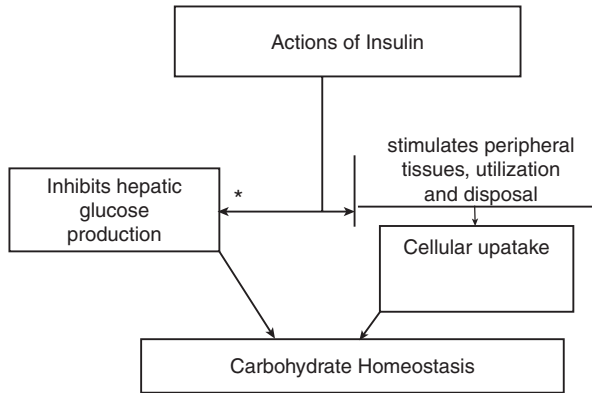 Actions of Insulin
stimulates peripheral
tissues, utilization
and disposal
Inhibits hepatic
glucose
production
*
Cellular upatake
Carbohydrate Homeostasis